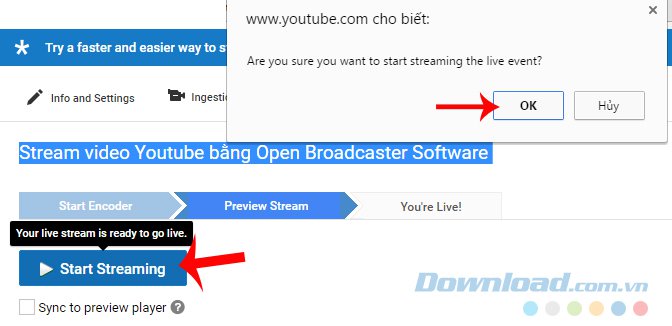 www.youtube.com cho biết:
Are you sure you want to start streaming the live event?
OK
Hủy
Try a faster and easier way to st
Info and Settings
Ingestio
Stream video Youtube bằng Open Broadcaster Software
Start Encoder
Preview Stream
You're Live!
Your live stream is ready to go live.
Start Streaming
Sync to preview player ?
Download.com.vn